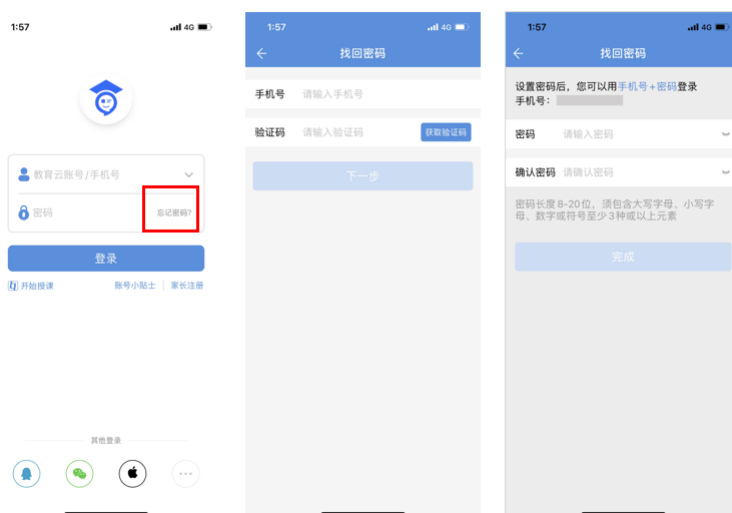 1:57
4G
教育云账号/手机号
密码
忘记密码?
登录
开始授课
账号小贴士
家长注册
其他登录
1:57
4G
找回密码
手机号 请输入手机号
验证码 请输入验证码 获取验证码
下一步
1:57
4G
找回密码
设置密码后，您可以用手机号+密码登录
手机号：
密码 请输入密码
确认密码 请确认密码
密码长度8-20位，须包含大写字母、小写字
母、数字或符号至少3种或以上元素
完成